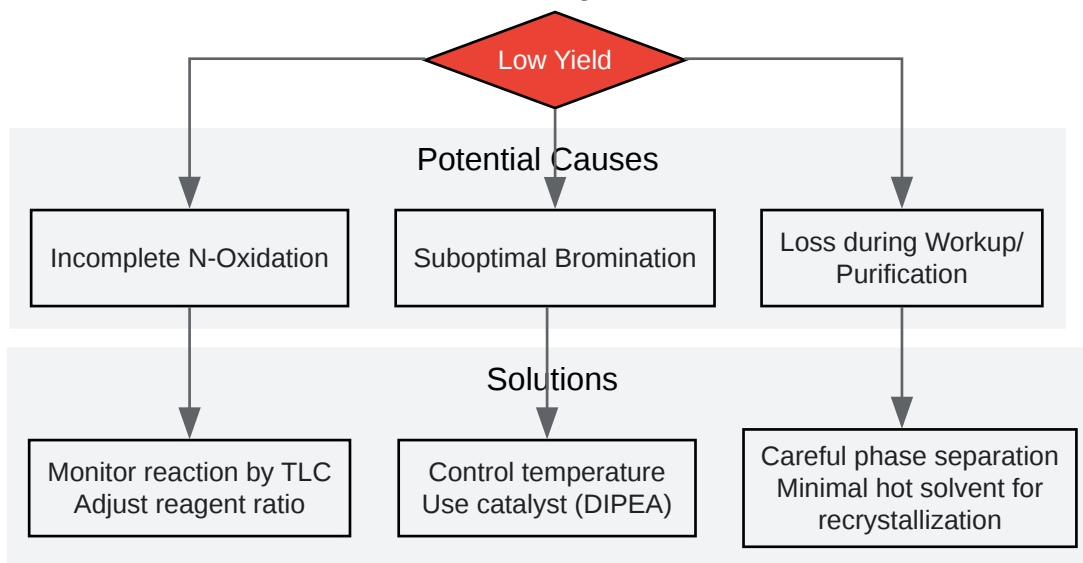 Low Yield
Potential Causes
Incomplete N-Oxidation
Suboptimal Bromination
Loss during Workup/
Purification
Solutions
Monitor reaction by TLC
Adjust reagent ratio
Control temperature
Use catalyst (DIPEA)
Careful phase separation
Minimal hot solvent for
recrystallization